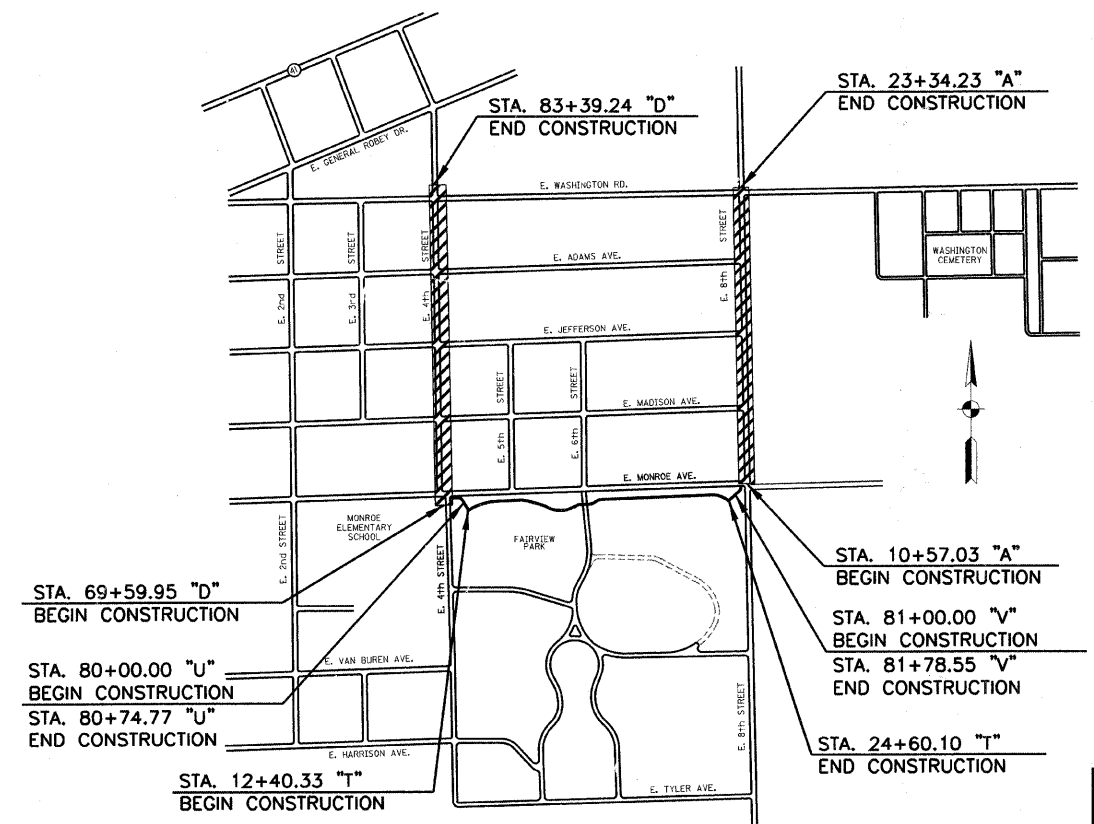 41
E. GENERAL ROBEY DR.
STA. 83+39.24 "D"
END CONSTRUCTION
STA. 23+34.23 "A"
END CONSTRUCTION
E. WASHINGTON RD.
E. 2nd STREET
E. 3rd STREET
E. 4th STREET
E. 8th STREET
E. ADAMS AVE.
WASHINGTON
CEMETERY
E. JEFFERSON AVE.
E. 5th STREET
E. 6th STREET
E. MADISON AVE.
E. MONROE AVE.
MONROE
ELEMENTARY
SCHOOL
FAIRVIEW
PARK
E. 2nd STREET
E. 4th STREET
STA. 69+59.95 "D"
BEGIN CONSTRUCTION
STA. 10+57.03 "A"
BEGIN CONSTRUCTION
STA. 81+00.00 "V"
BEGIN CONSTRUCTION
STA. 81+78.55 "V"
END CONSTRUCTION
E. VAN BUREN AVE.
STA. 80+00.00 "U"
BEGIN CONSTRUCTION
STA. 80+74.77 "U"
END CONSTRUCTION
E. 8th STREET
E. HARRISON AVE.
STA. 24+60.10 "T"
END CONSTRUCTION
STA. 12+40.33 "T"
BEGIN CONSTRUCTION
E. TYLER AVE.